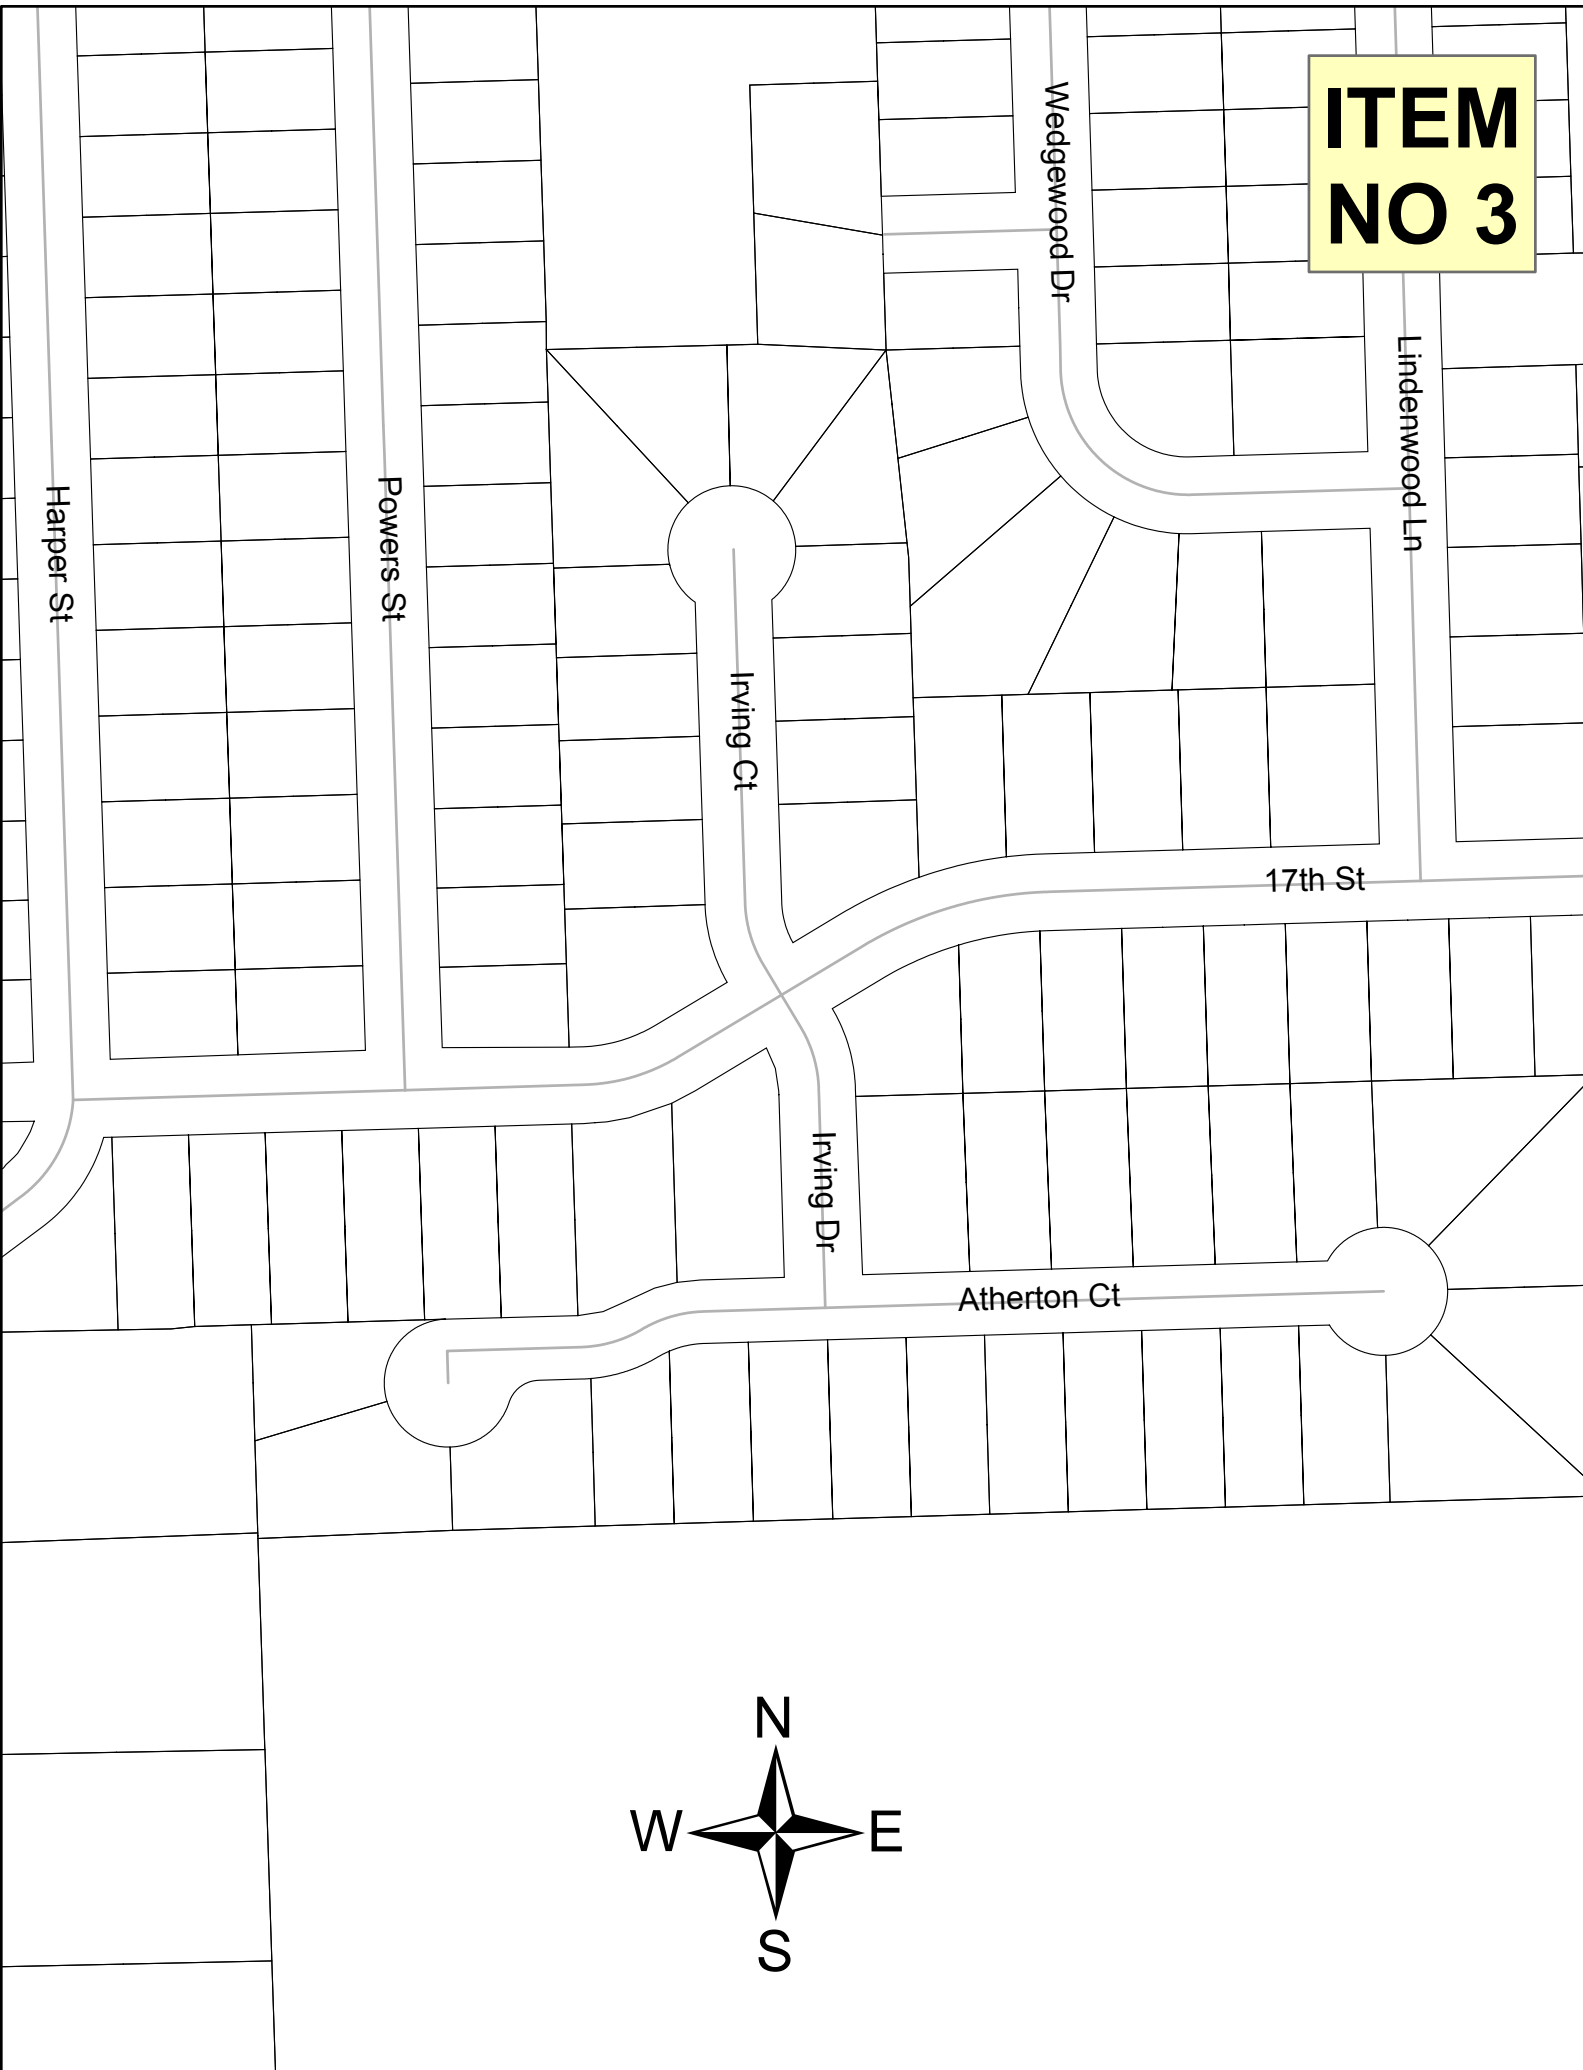 ITEM
NO 3
Wedgewood Dr
Lindenwood Ln
Harper St
Powers St
Irving Ct
17th St
Irving Dr
Atherton Ct
N
W
E
S